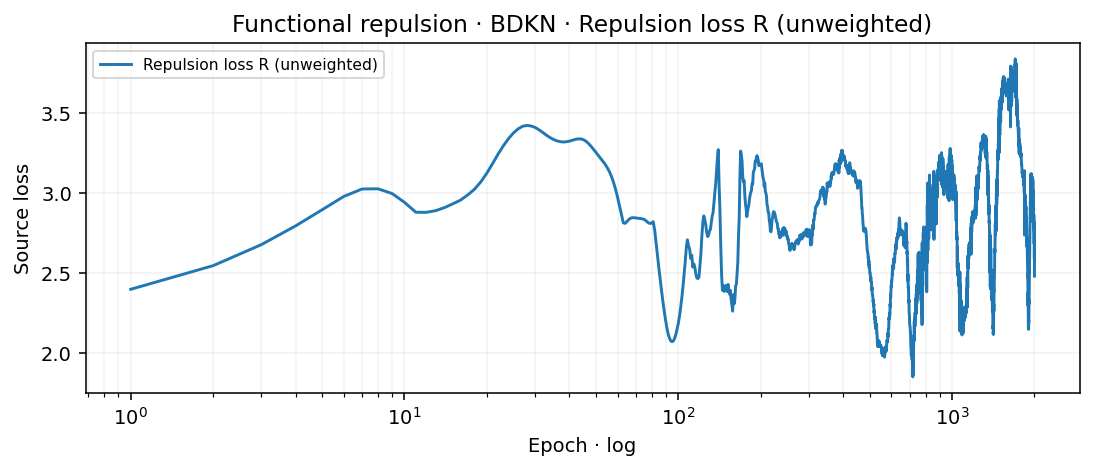 Functional repulsion · BDKN · Repulsion loss R (unweighted)
Repulsion loss R (unweighted)
Source loss
3.5
3.0
2.5
2.0
10⁰ 10¹ 10² 10³
Epoch · log